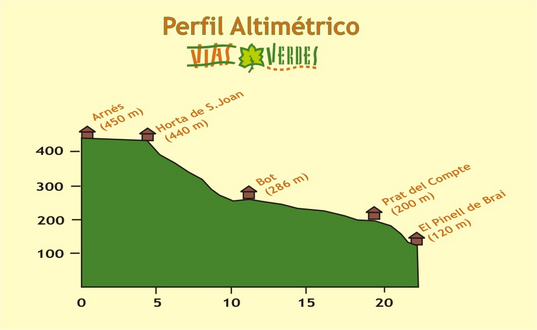 Perfil Altimétrico
VIAS VERDES
Arnés
(450 m)
Horta de S.Joan
(440 m)
Bot
(286 m)
Prat del Compte
(200 m)
El Pinell de Brai
(120 m)
400
300
200
100
0 5 10 15 20